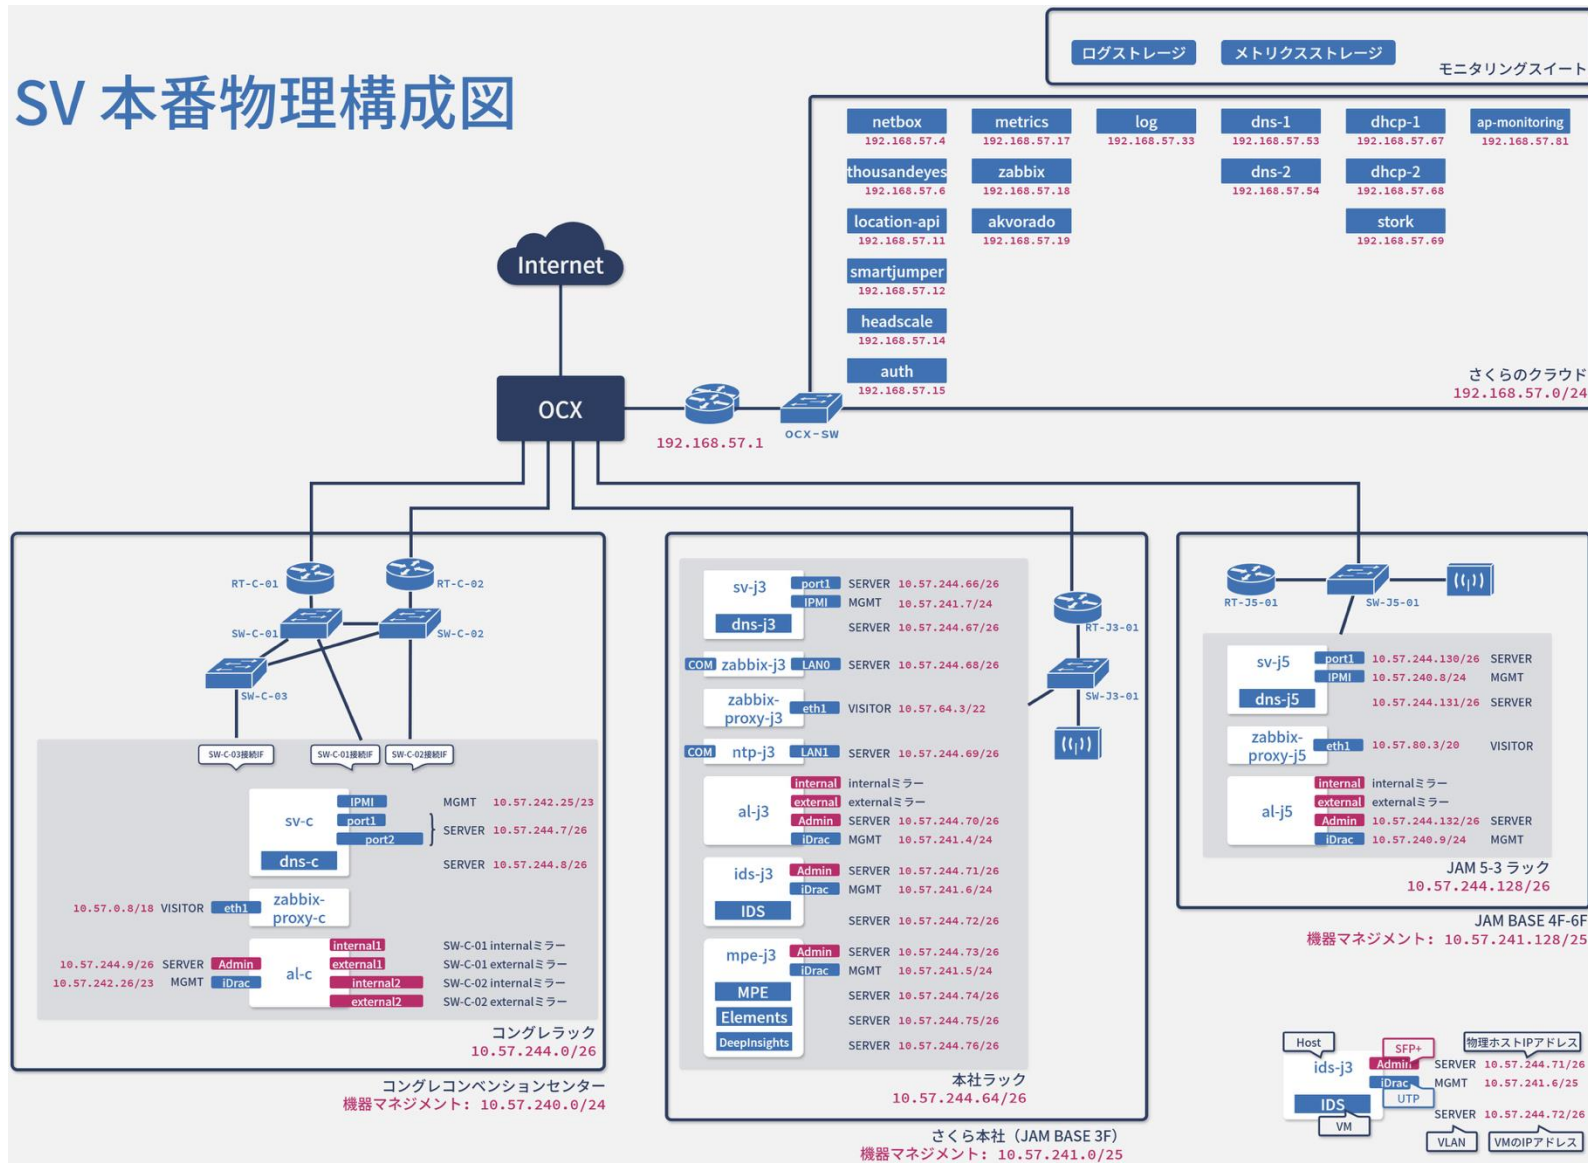 SV 本番物理構成図
ログストレージ
メトリクスストレージ
モニタリングスイート
netbox
192.168.57.4
metrics
192.168.57.17
log
192.168.57.33
dns-1
192.168.57.53
dhcp-1
192.168.57.67
ap-monitoring
192.168.57.81
thousandeyes
192.168.57.6
zabbix
192.168.57.18
dns-2
192.168.57.54
dhcp-2
192.168.57.68
location-api
192.168.57.11
akvorado
192.168.57.19
stork
192.168.57.69
smartjumper
192.168.57.12
headscale
192.168.57.14
auth
192.168.57.15
さくらのクラウド
192.168.57.0/24
Internet
OCX
192.168.57.1
OCX-SW
RT-C-01
RT-C-02
SW-C-01
SW-C-02
SW-C-03
SW-C-03接続IF
SW-C-01接続IF
SW-C-02接続IF
sv-c
IPMI
MGMT 10.57.242.25/23
port1
port2
SERVER 10.57.244.7/26
dns-c
SERVER 10.57.244.8/26
10.57.0.8/18 VISITOR eth1
zabbix-
proxy-c
al-c
internal1
SW-C-01 internalミラー
10.57.244.9/26 SERVER Admin
external1
SW-C-01 externalミラー
10.57.242.26/23 MGMT iDrac
internal2
SW-C-02 internalミラー
external2
SW-C-02 externalミラー
コングレラック
10.57.244.0/26
コングレコンベンションセンター
機器マネジメント: 10.57.240.0/24
sv-j3
port1 SERVER 10.57.244.66/26
IPMI MGMT 10.57.241.7/24
dns-j3
SERVER 10.57.244.67/26
COM zabbix-j3 LAN0 SERVER 10.57.244.68/26
zabbix-
proxy-j3
eth1 VISITOR 10.57.64.3/22
COM ntp-j3 LAN1 SERVER 10.57.244.69/26
al-j3
internal internalミラー
external externalミラー
Admin SERVER 10.57.244.70/26
iDrac MGMT 10.57.241.4/24
ids-j3
Admin SERVER 10.57.244.71/26
iDrac MGMT 10.57.241.6/24
IDS
SERVER 10.57.244.72/26
mpe-j3
Admin SERVER 10.57.244.73/26
iDrac MGMT 10.57.241.5/24
MPE SERVER 10.57.244.74/26
Elements SERVER 10.57.244.75/26
DeepInsights SERVER 10.57.244.76/26
RT-J3-01
SW-J3-01
本社ラック
10.57.244.64/26
さくら本社（JAM BASE 3F）
機器マネジメント: 10.57.241.0/25
RT-J5-01
SW-J5-01
sv-j5
port1 10.57.244.130/26 SERVER
IPMI 10.57.240.8/24 MGMT
dns-j5
10.57.244.131/26 SERVER
zabbix-
proxy-j5
eth1 10.57.80.3/20 VISITOR
al-j5
internal internalミラー
external externalミラー
Admin 10.57.244.132/26 SERVER
iDrac 10.57.240.9/24 MGMT
JAM 5-3 ラック
10.57.244.128/26
JAM BASE 4F-6F
機器マネジメント: 10.57.241.128/25
Host
SFP+
物理ホストIPアドレス
ids-j3
Admin SERVER 10.57.244.71/26
iDrac MGMT 10.57.241.6/25
UTP
IDS
SERVER 10.57.244.72/26
VM
VLAN
VMのIPアドレス